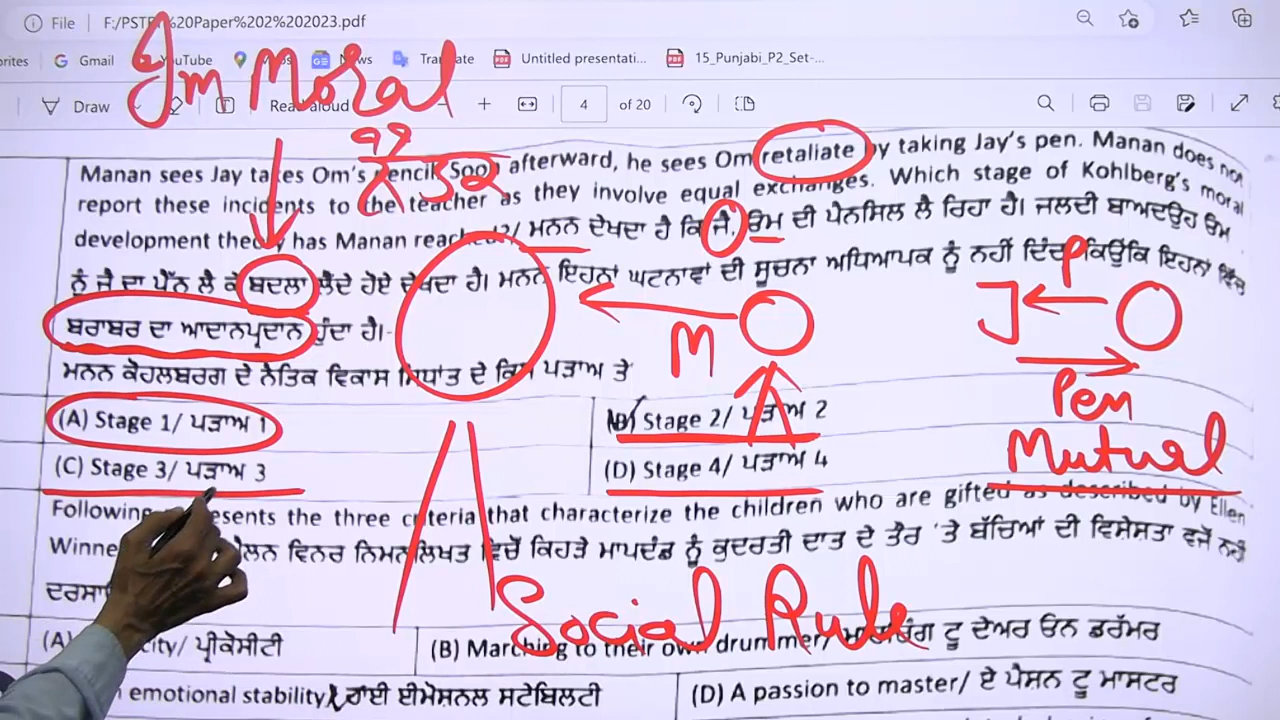 File F:/PSTET%20Paper%202%202023.pdf
orites Gmail YouTube News Translate Untitled presentati... 15_Punjabi_P2_Set-...
Draw Read aloud 4 of 20
Im Moral
99
Manan sees Jay takes Om's pencil. Soon afterward, he sees Om retaliate by taking Jay's pen. Manan does not
report these incidents to the teacher as they involve equal exchanges. Which stage of Kohlberg's moral
development theory has Manan reached?/ ਮਨਨ ਦੇਖਦਾ ਹੈ ਕਿ ਜੈ, ਓਮ ਦੀ ਪੈਨਸਿਲ ਲੈ ਰਿਹਾ ਹੈ। ਜਲਦੀ ਬਾਅਦਉਹ ਓਮ
ਨੂੰ ਜੈ ਦਾ ਪੈੱਨ ਲੈ ਕੇ ਬਦਲਾ ਲੈਂਦੇ ਹੋਏ ਦੇਖਦਾ ਹੈ। ਮਨਨ ਇਹਨਾਂ ਘਟਨਾਵਾਂ ਦੀ ਸੂਚਨਾ ਅਧਿਆਪਕ ਨੂੰ ਨਹੀਂ ਦਿੰਦਾ ਕਿਉਂਕਿ ਇਹਨਾਂ ਵਿੱਚ
P
ਬਰਾਬਰ ਦਾ ਆਦਾਨਪ੍ਰਦਾਨ ਹੁੰਦਾ ਹੈ।
J
M
ਮਨਨ ਕੋਹਲਬਰਗ ਦੇ ਨੈਤਿਕ ਵਿਕਾਸ ਸਿਧਾਂਤ ਦੇ ਕਿਸ ਪੜਾਅ ਤੇ
Pen
(A) Stage 1/ ਪੜਾਅ 1 (B) Stage 2/ ਪੜਾਅ 2
Mutual
(C) Stage 3/ ਪੜਾਅ 3 (D) Stage 4/ ਪੜਾਅ 4
Following the three criteria that characterize the children who are gifted as described by Ellen
Winne ਨਿਮਨਲਿਖਤ ਵਿਚੋਂ ਕਿਹੜੇ ਮਾਪਦੰਡ ਨੂੰ ਕੁਦਰਤੀ ਦਾਤ ਦੇ ਤੌਰ 'ਤੇ ਬੱਚਿਆਂ ਦੀ ਵਿਸ਼ੇਸ਼ਤਾ ਵਜੋਂ ਨਹੀਂ
Social Rule
(A) ਪ੍ਰੀਕੋਸੀਟੀ (B) Marching to their own drummer/ ਮਾਰਚਿੰਗ ਟੂ ਦੇਅਰ ਓਨ ਡਰੱਮਰ
emotional stability/ ਹਾਈ ਈਮੋਸ਼ਨਲ ਸਟੇਬਿਲਟੀ (D) A passion to master/ ਏ ਪੈਸ਼ਨ ਟੂ ਮਾਸਟਰ